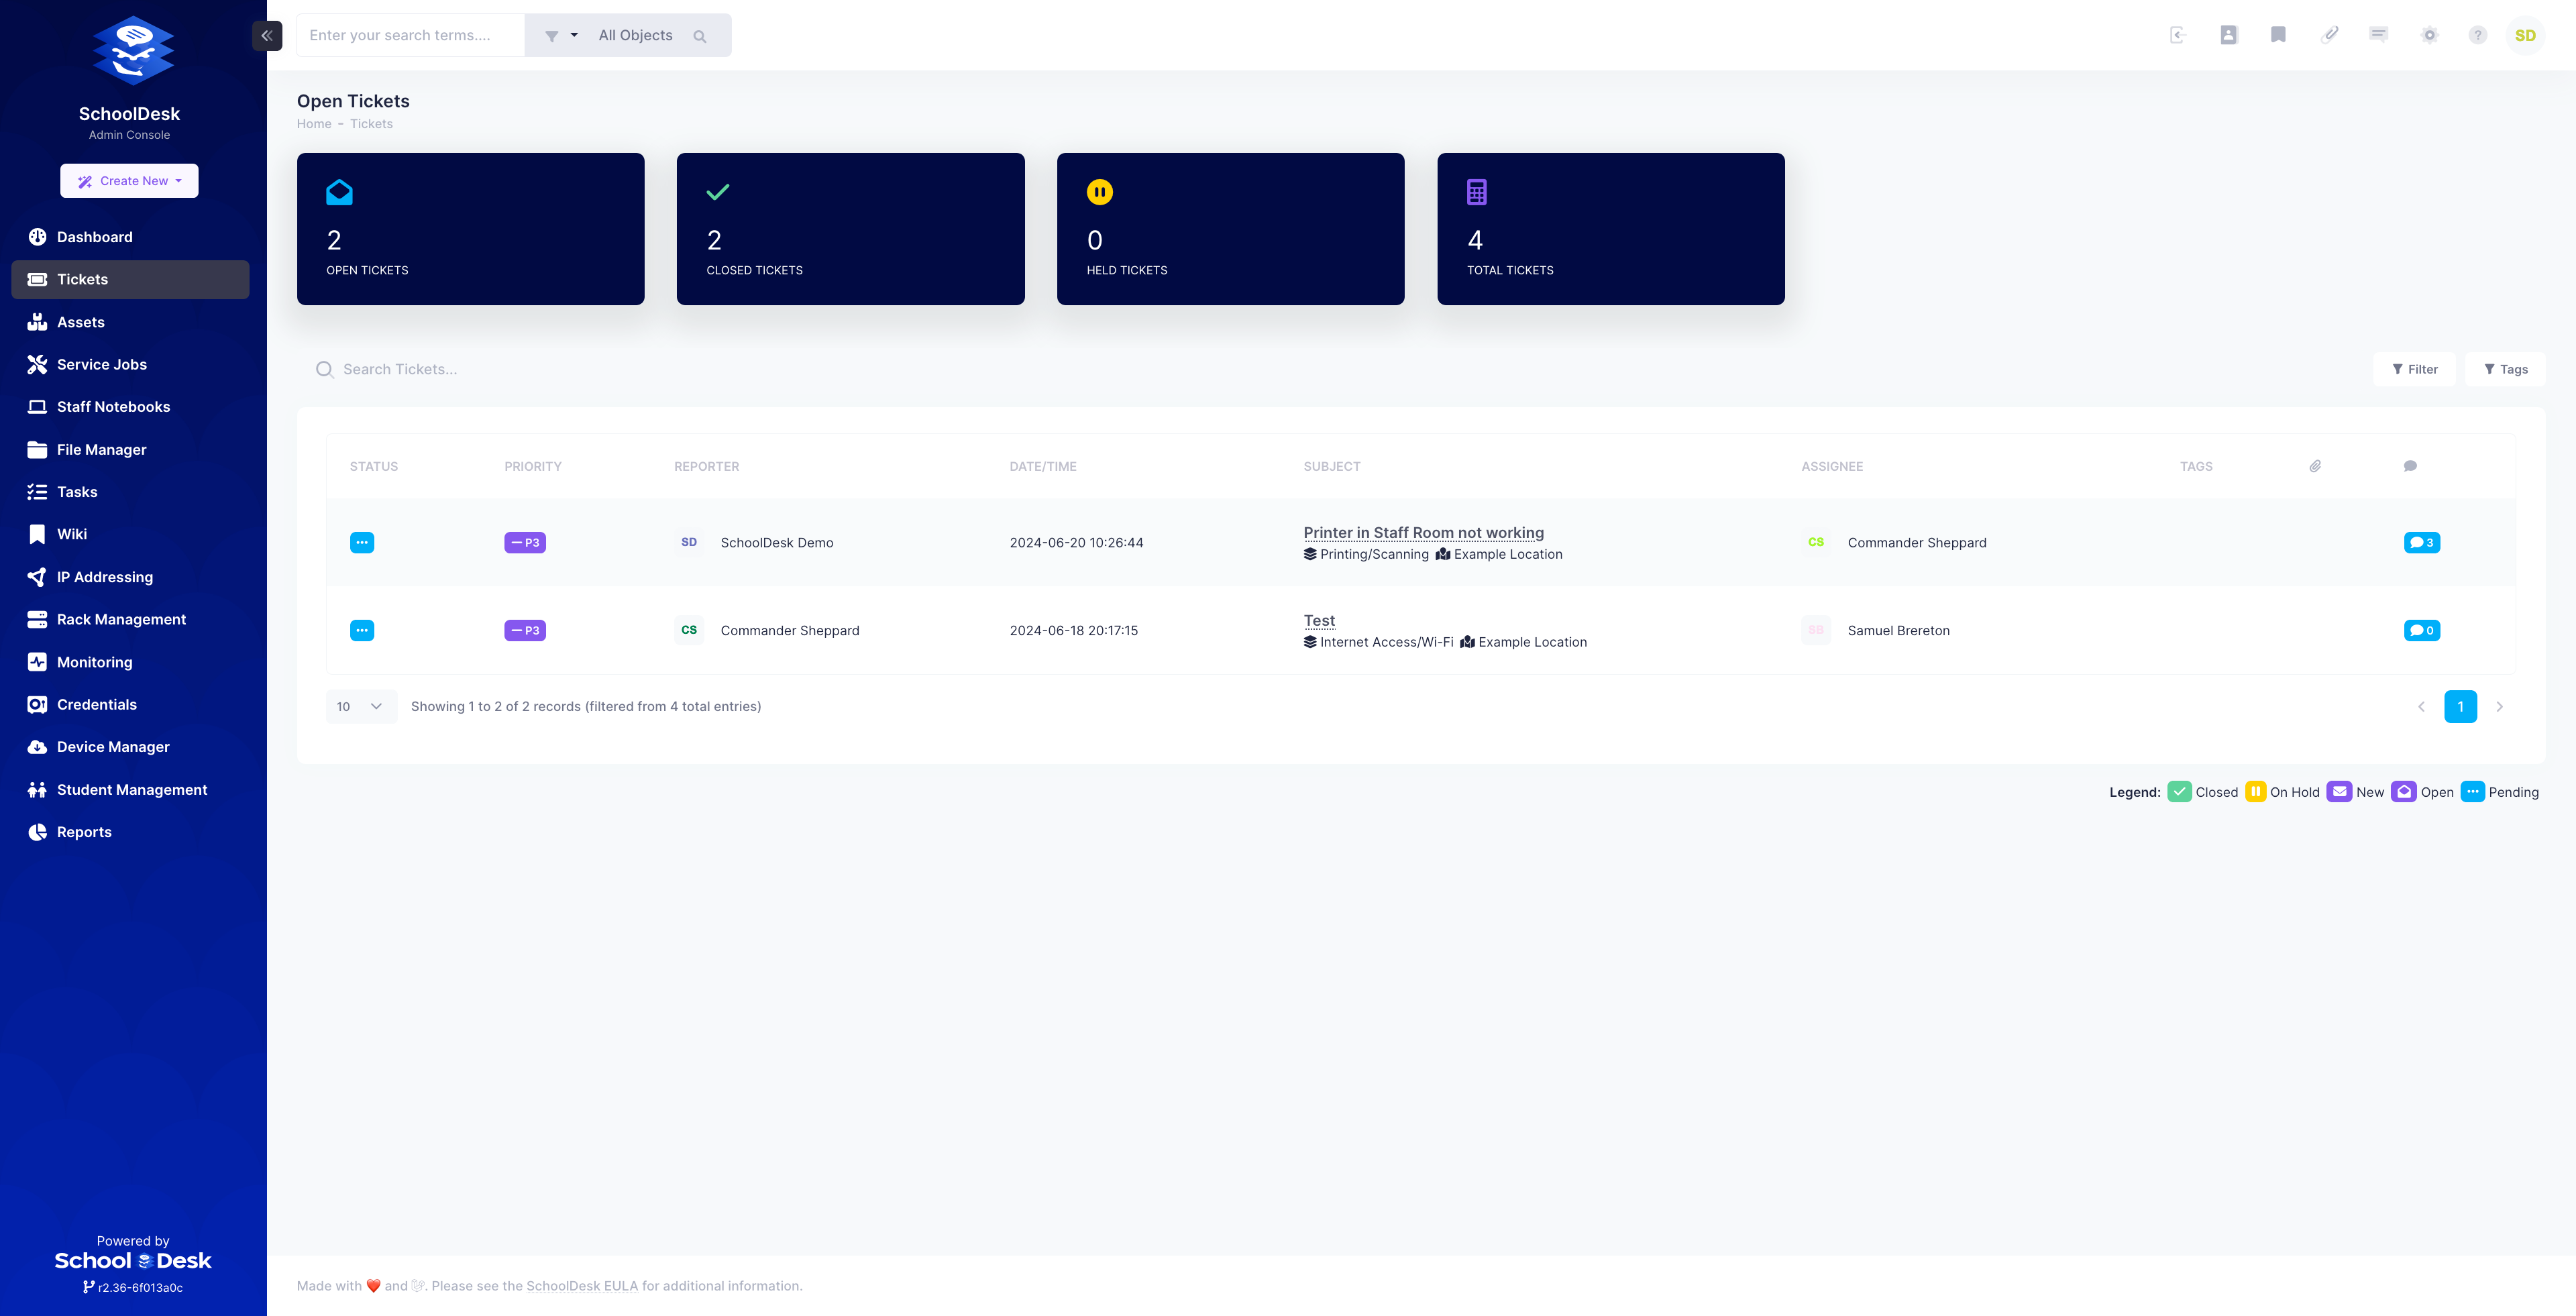 SchoolDesk
Admin Console
Create New
Dashboard
Tickets
Assets
Service Jobs
Staff Notebooks
File Manager
Tasks
Wiki
IP Addressing
Rack Management
Monitoring
Credentials
Device Manager
Student Management
Reports
Powered by
School Desk
r2.36-6f013a0c
Enter your search terms.... All Objects ? SD
Open Tickets
Home - Tickets
2
OPEN TICKETS
2
CLOSED TICKETS
0
HELD TICKETS
4
TOTAL TICKETS
Search Tickets... Filter Tags
STATUS PRIORITY REPORTER DATE/TIME SUBJECT ASSIGNEE TAGS
P3 SD SchoolDesk Demo 2024-06-20 10:26:44 Printer in Staff Room not working CS Commander Sheppard 3
Printing/Scanning Example Location
P3 CS Commander Sheppard 2024-06-18 20:17:15 Test SB Samuel Brereton 0
Internet Access/Wi-Fi Example Location
10 Showing 1 to 2 of 2 records (filtered from 4 total entries) 1
Legend: Closed On Hold New Open Pending
Made with ❤️ and . Please see the SchoolDesk EULA for additional information.